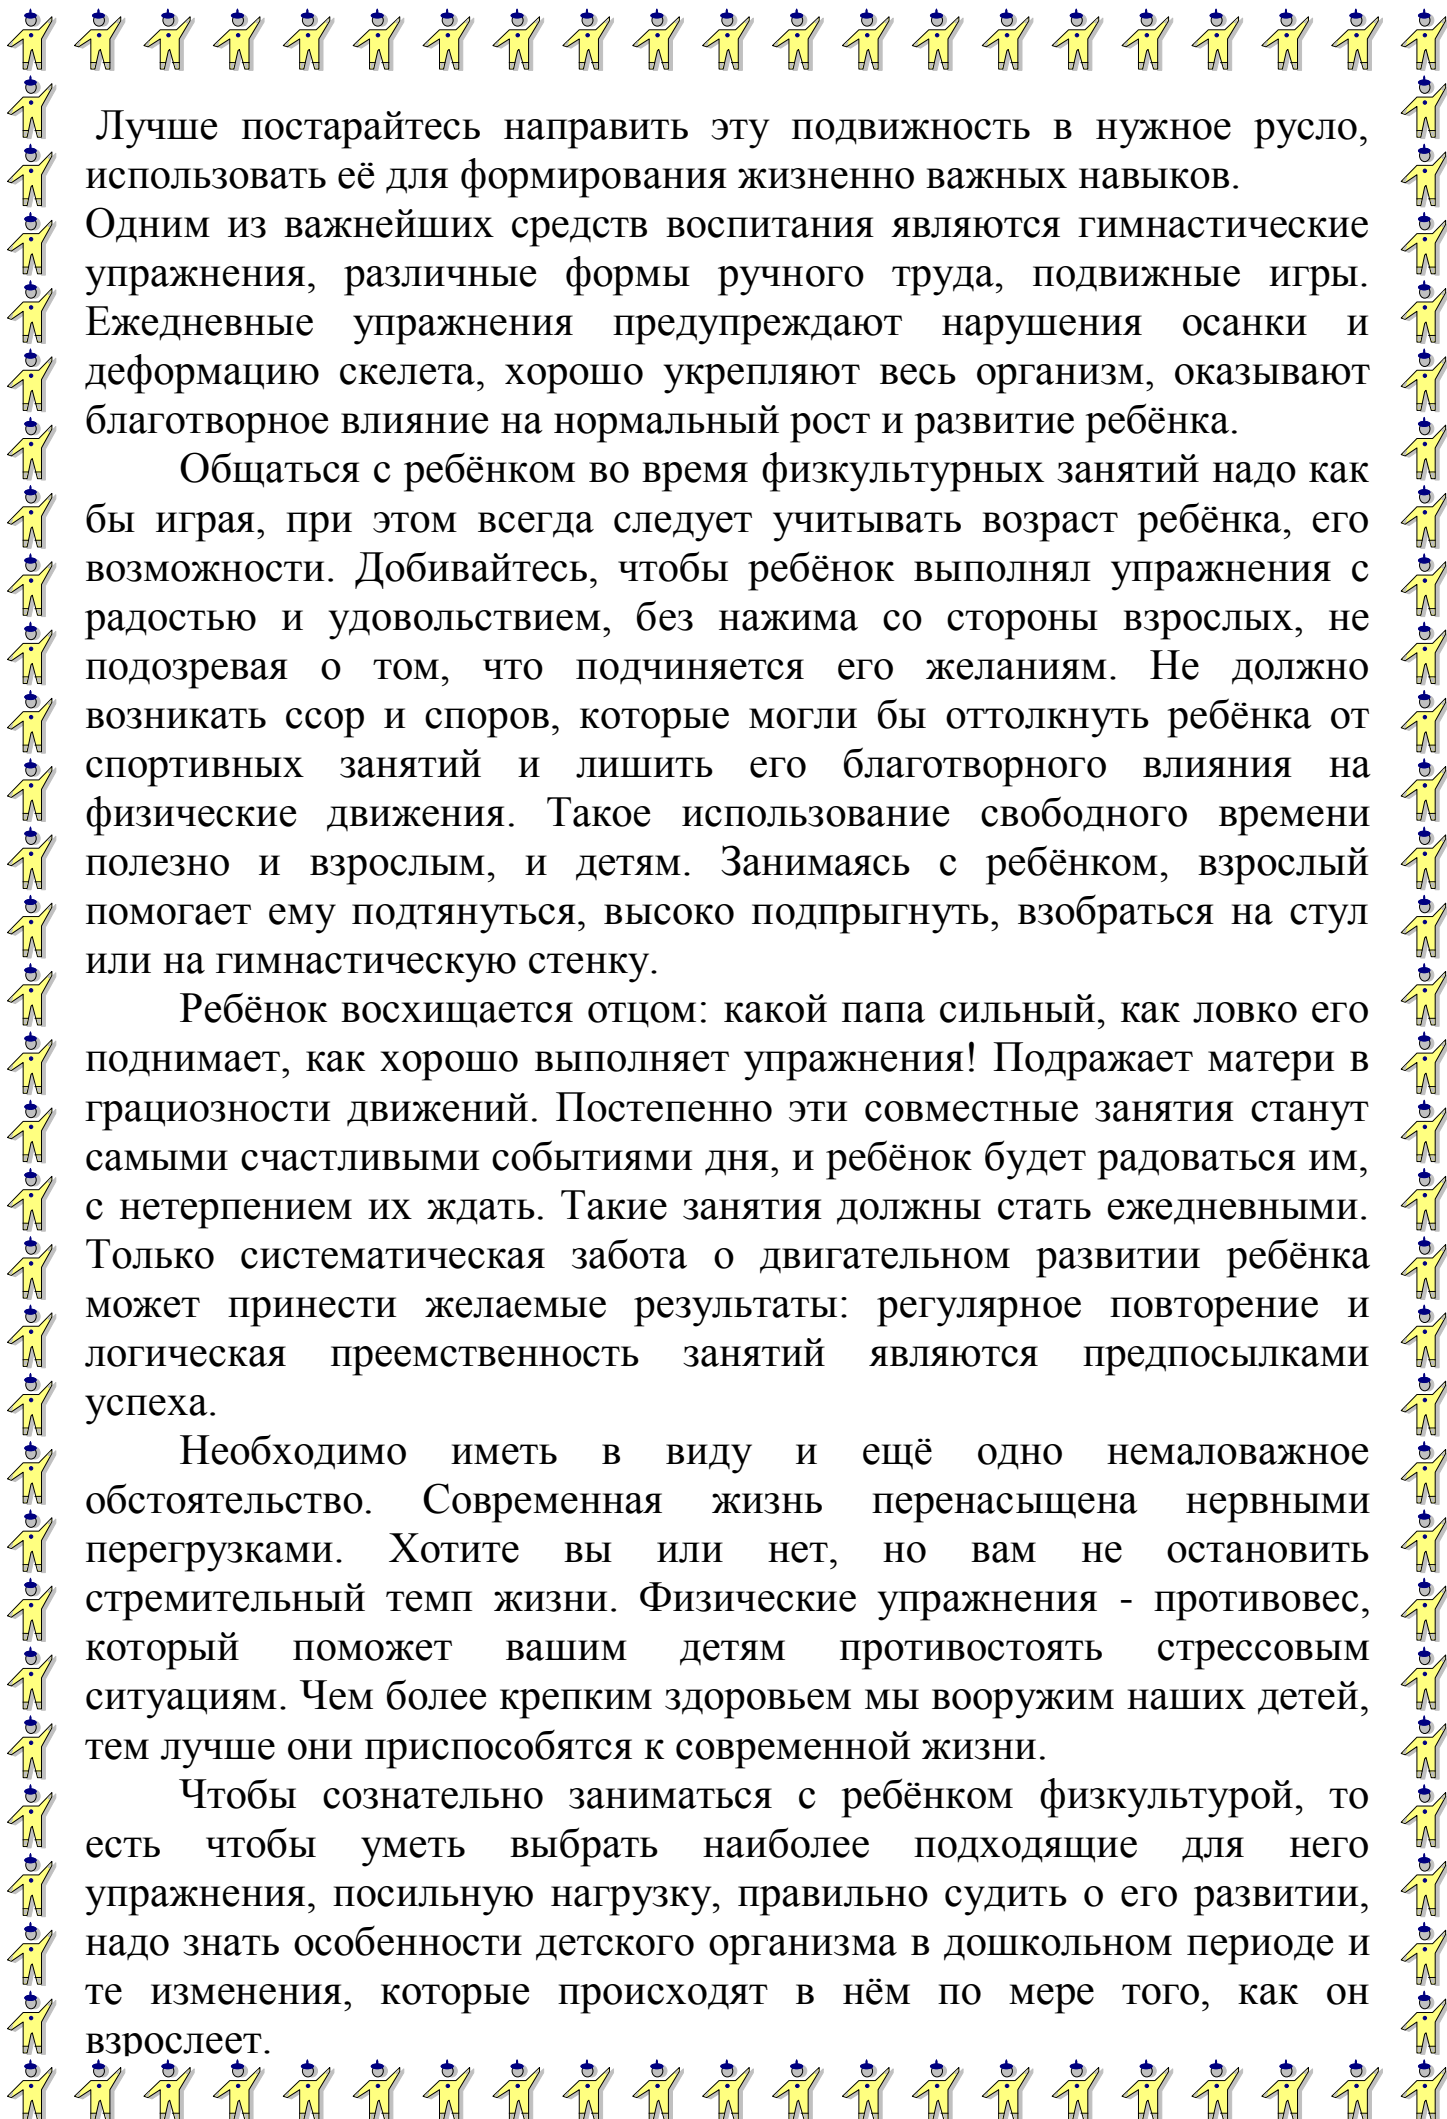 Лучше постарайтесь направить эту подвижность в нужное русло,
использовать её для формирования жизненно важных навыков.
Одним из важнейших средств воспитания являются гимнастические
упражнения, различные формы ручного труда, подвижные игры.
Ежедневные упражнения предупреждают нарушения осанки и
деформацию скелета, хорошо укрепляют весь организм, оказывают
благотворное влияние на нормальный рост и развитие ребёнка.
Общаться с ребёнком во время физкультурных занятий надо как
бы играя, при этом всегда следует учитывать возраст ребёнка, его
возможности. Добивайтесь, чтобы ребёнок выполнял упражнения с
радостью и удовольствием, без нажима со стороны взрослых, не
подозревая о том, что подчиняется его желаниям. Не должно
возникать ссор и споров, которые могли бы оттолкнуть ребёнка от
спортивных занятий и лишить его благотворного влияния на
физические движения. Такое использование свободного времени
полезно и взрослым, и детям. Занимаясь с ребёнком, взрослый
помогает ему подтянуться, высоко подпрыгнуть, взобраться на стул
или на гимнастическую стенку.
Ребёнок восхищается отцом: какой папа сильный, как ловко его
поднимает, как хорошо выполняет упражнения! Подражает матери в
грациозности движений. Постепенно эти совместные занятия станут
самыми счастливыми событиями дня, и ребёнок будет радоваться им,
с нетерпением их ждать. Такие занятия должны стать ежедневными.
Только систематическая забота о двигательном развитии ребёнка
может принести желаемые результаты: регулярное повторение и
логическая преемственность занятий являются предпосылками
успеха.
Необходимо иметь в виду и ещё одно немаловажное
обстоятельство. Современная жизнь перенасыщена нервными
перегрузками. Хотите вы или нет, но вам не остановить
стремительный темп жизни. Физические упражнения - противовес,
который поможет вашим детям противостоять стрессовым
ситуациям. Чем более крепким здоровьем мы вооружим наших детей,
тем лучше они приспособятся к современной жизни.
Чтобы сознательно заниматься с ребёнком физкультурой, то
есть чтобы уметь выбрать наиболее подходящие для него
упражнения, посильную нагрузку, правильно судить о его развитии,
надо знать особенности детского организма в дошкольном периоде и
те изменения, которые происходят в нём по мере того, как он
взрослеет.